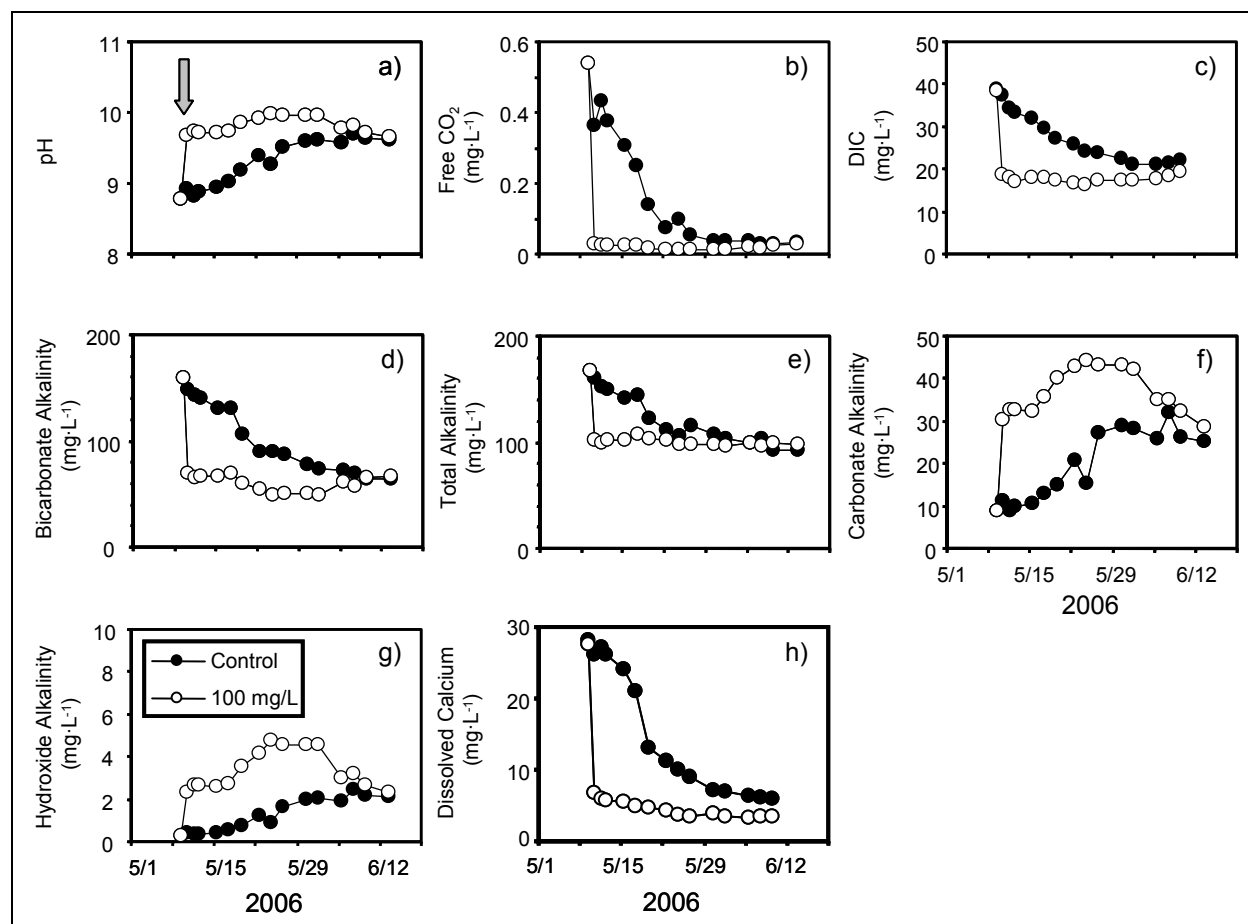 a)
11
10
9
8
pH
b)
0.6
0.4
0.2
0
Free CO₂
(mg·L⁻¹)
c)
50
40
30
20
10
0
DIC
(mg·L⁻¹)
d)
200
100
0
Bicarbonate Alkalinity
(mg·L⁻¹)
e)
200
100
0
Total Alkalinity
(mg·L⁻¹)
f)
50
40
30
20
10
0
Carbonate Alkalinity
(mg·L⁻¹)
5/1 5/15 5/29 6/12
2006
g)
10
8
6
4
2
0
Hydroxide Alkalinity
(mg·L⁻¹)
Control
100 mg/L
5/1 5/15 5/29 6/12
2006
h)
30
20
10
0
Dissolved Calcium
(mg·L⁻¹)
5/1 5/15 5/29 6/12
2006